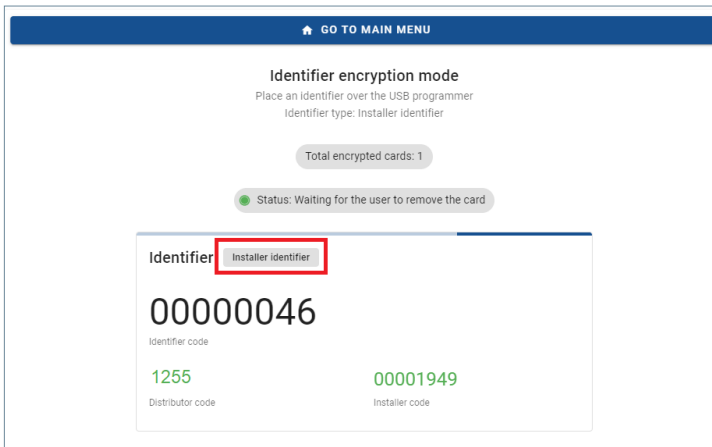 GO TO MAIN MENU
Identifier encryption mode
Place an identifier over the USB programmer
Identifier type: Installer identifier
Total encrypted cards: 1
Status: Waiting for the user to remove the card
Identifier Installer identifier
00000046
Identifier code
1255 00001949
Distributor code Installer code